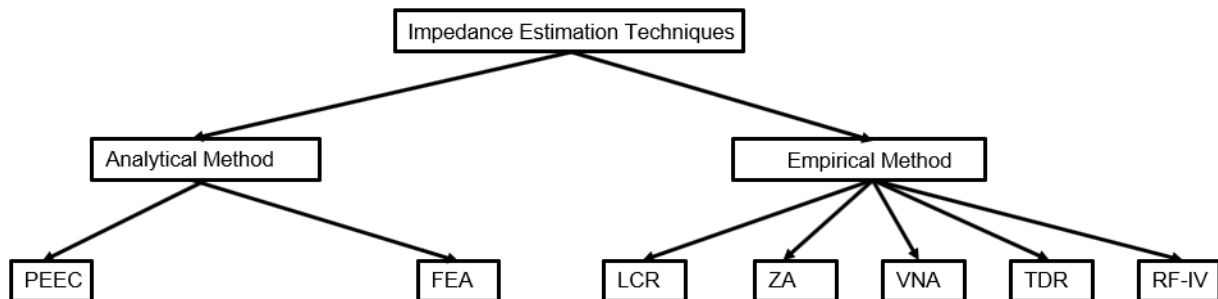 Impedance Estimation Techniques
Analytical Method
Empirical Method
PEEC
FEA
LCR
ZA
VNA
TDR
RF-IV